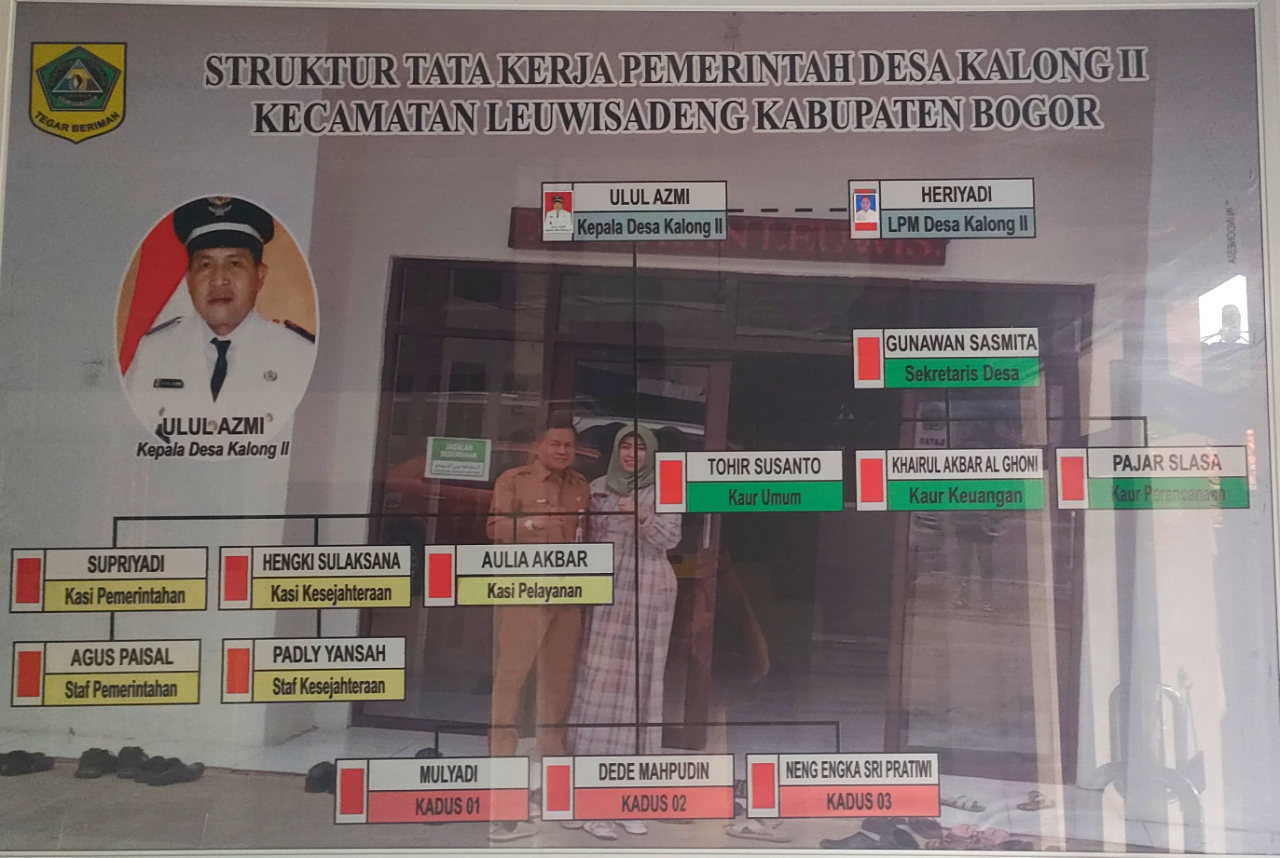 STRUKTUR TATA KERJA PEMERINTAH DESA KALONG II
KECAMATAN LEUWISADENG KABUPATEN BOGOR
TEGAR BERIMAN
ULUL AZMI
Kepala Desa Kalong II
HERIYADI
LPM Desa Kalong II
ULUL AZMI
Kepala Desa Kalong II
GUNAWAN SASMITA
Sekretaris Desa
TOHIR SUSANTO
Kaur Umum
KHAIRUL AKBAR AL GHONI
Kaur Keuangan
PAJAR SLASA
Kaur Perencanaan
SUPRIYADI
Kasi Pemerintahan
HENGKI SULAKSANA
Kasi Kesejahteraan
AULIA AKBAR
Kasi Pelayanan
AGUS PAISAL
Staf Pemerintahan
PADLY YANSAH
Staf Kesejahteraan
MULYADI
KADUS 01
DEDE MAHPUDIN
KADUS 02
NENG ENGKA SRI PRATIWI
KADUS 03